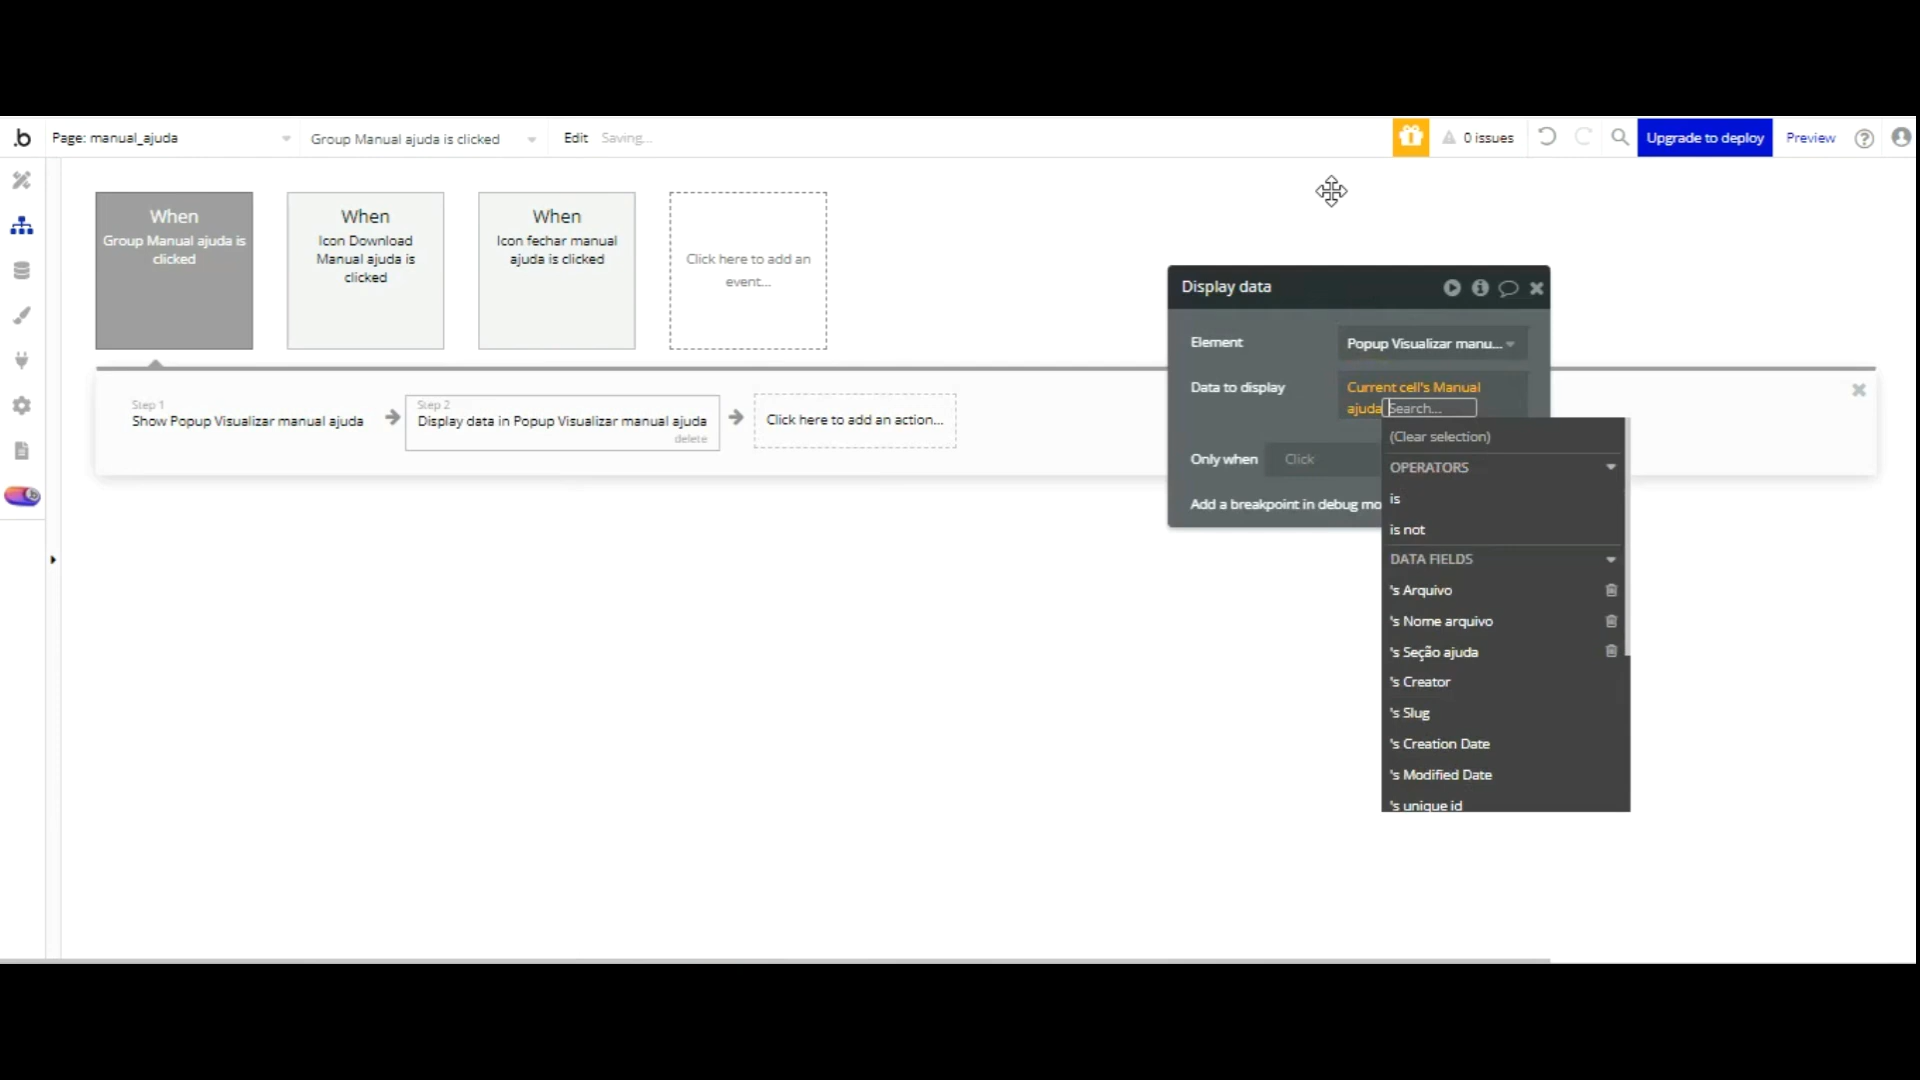 .b
Page: manual_ajuda
Group Manual ajuda is clicked
Edit
Saving...
0 issues
Upgrade to deploy
Preview
When
Group Manual ajuda is
clicked
When
Icon Download
Manual ajuda is
clicked
When
Icon fechar manual
ajuda is clicked
Click here to add an
event...
Step 1
Show Popup Visualizar manual ajuda
Step 2
Display data in Popup Visualizar manual ajuda
delete
Click here to add an action...
Display data
Element
Popup Visualizar manu...
Data to display
Current cell's Manual
ajuda
Search...
Only when
Click
Add a breakpoint in debug mo
(Clear selection)
OPERATORS
is
is not
DATA FIELDS
's Arquivo
's Nome arquivo
's Seção ajuda
's Creator
's Slug
's Creation Date
's Modified Date
's unique id